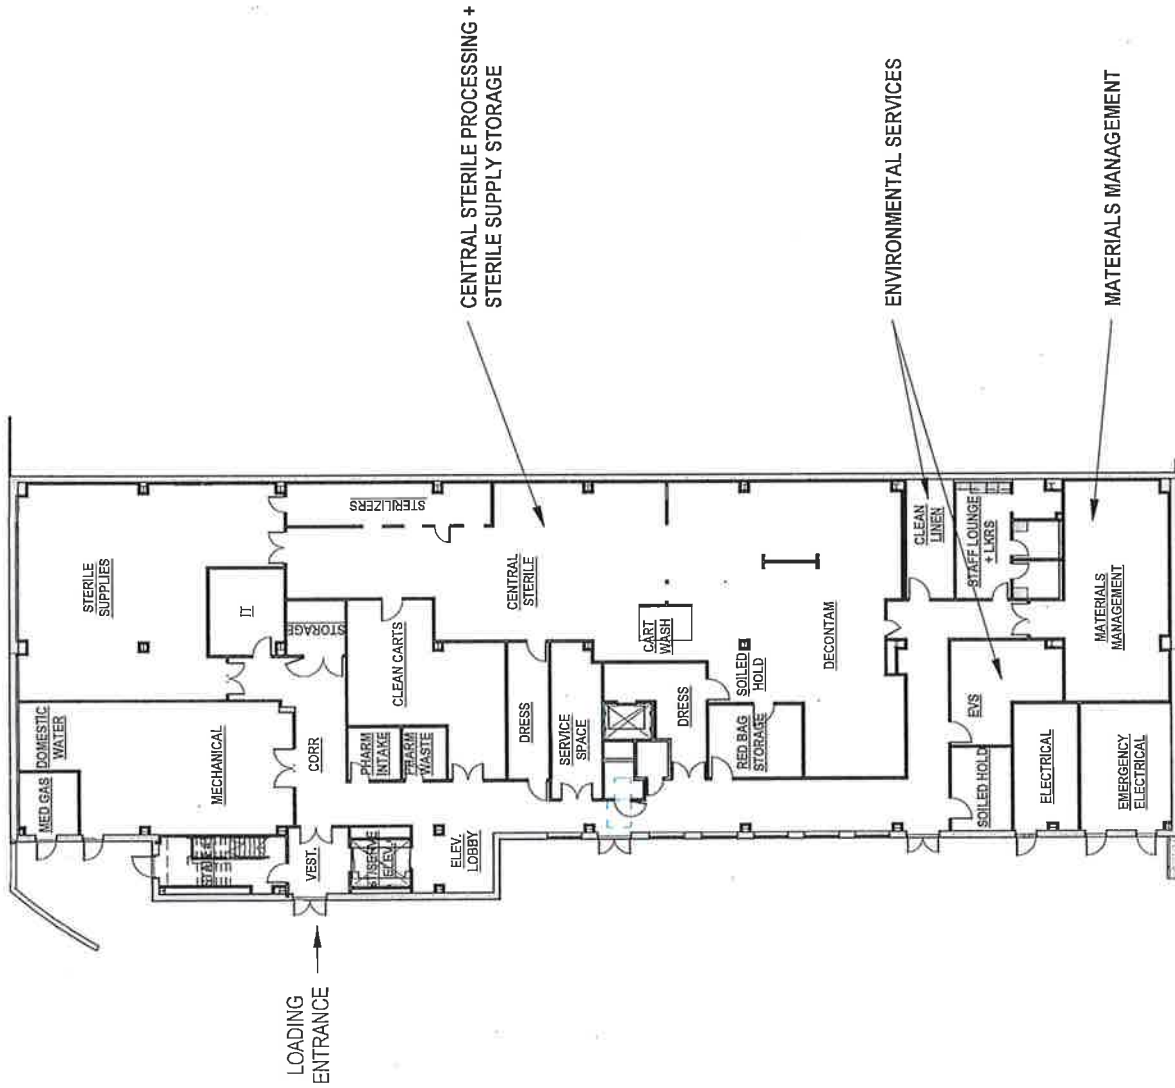 LOADING
ENTRANCE
SOILED HOLD
ELEV.
LOBBY
ELEV.
VEST.
EMERGENCY
ELECTRICAL
ELECTRICAL
EVS
RED BAG
STORAGE
DRESS
SERVICE
SPACE
DRESS
PHARM
WASTE
PHARM
INTAKE
CORR
MECHANICAL
MED GAS
DOMESTIC
WATER
MATERIALS
MANAGEMENT
STAFF LOUNGE
+ LKRS
CLEAN
LINEN
DECONTAM
SOILED
HOLD
CART
WASH
CENTRAL
STERILE
CLEAN CARTS
STORAGE
IT
STERILE
SUPPLIES
STERILIZERS
MATERIALS MANAGEMENT
ENVIRONMENTAL SERVICES
CENTRAL STERILE PROCESSING +
STERILE SUPPLY STORAGE